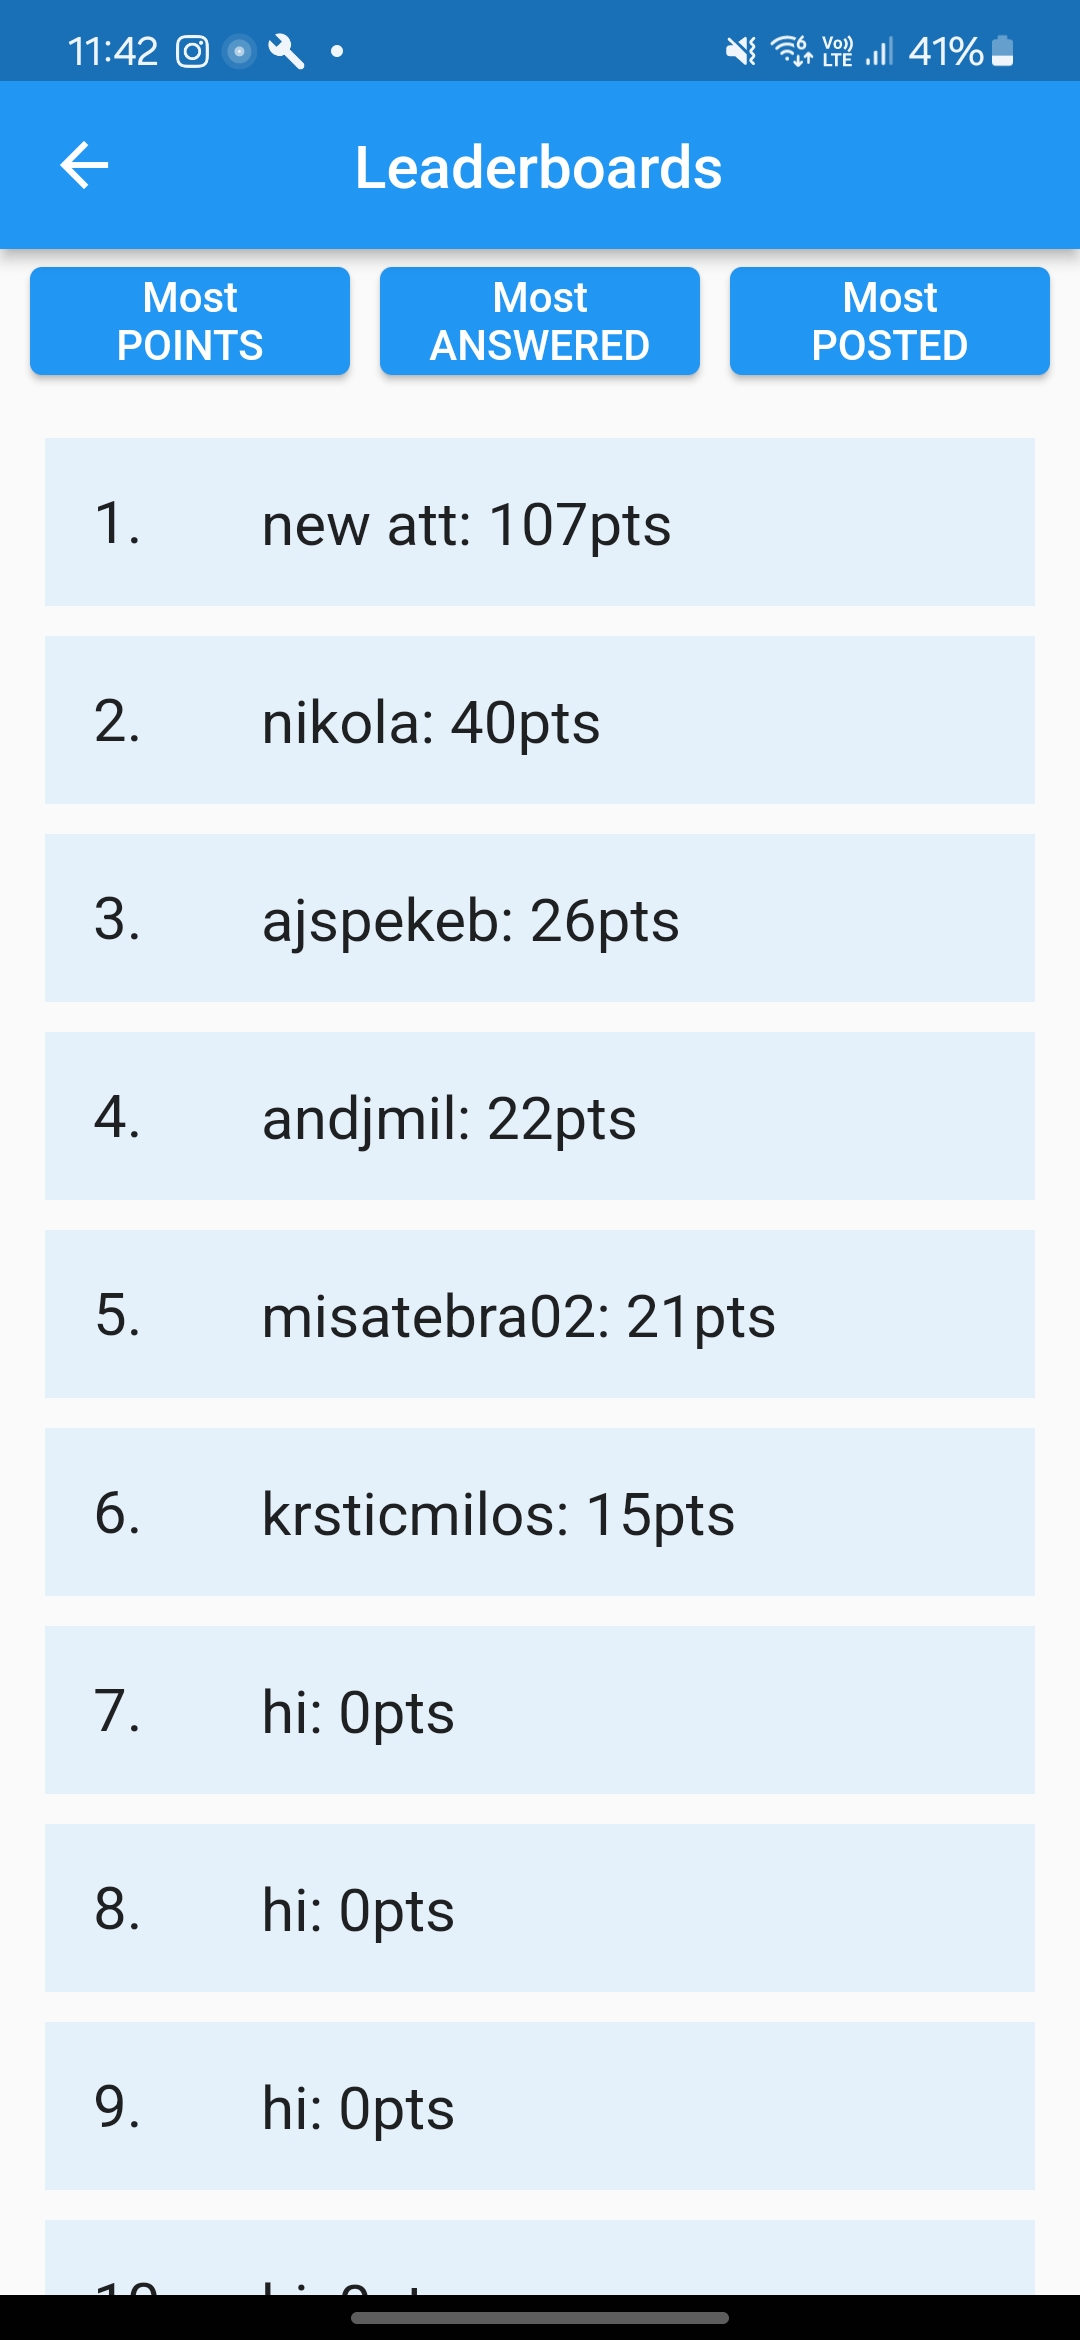 11:42 Vo)) LTE 41%
Leaderboards
Most POINTS
Most ANSWERED
Most POSTED
1. new att: 107pts
2. nikola: 40pts
3. ajspekeb: 26pts
4. andjmil: 22pts
5. misatebra02: 21pts
6. krsticmilos: 15pts
7. hi: 0pts
8. hi: 0pts
9. hi: 0pts